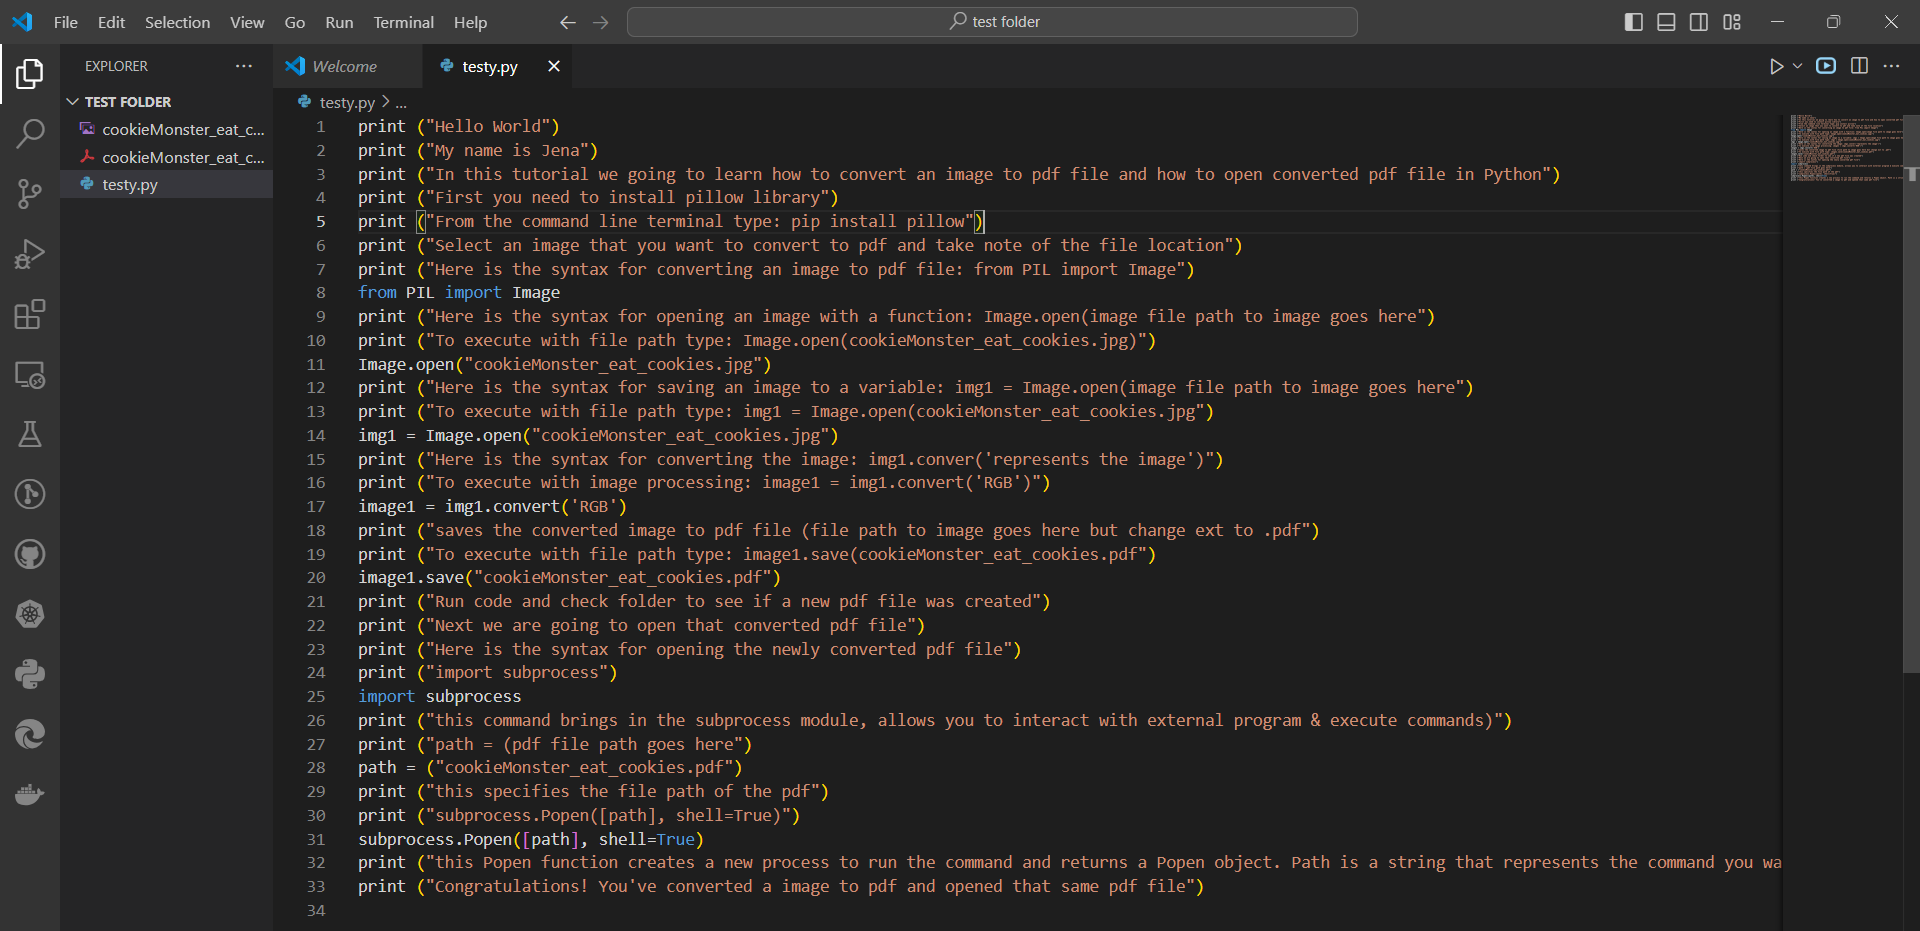 File Edit Selection View Go Run Terminal Help test folder
EXPLORER
Welcome
testy.py
TEST FOLDER
cookieMonster_eat_c...
cookieMonster_eat_c...
testy.py
testy.py > ...
1 print ("Hello World")
2 print ("My name is Jena")
3 print ("In this tutorial we going to learn how to convert an image to pdf file and how to open converted pdf file in Python")
4 print ("First you need to install pillow library")
5 print ("From the command line terminal type: pip install pillow")
6 print ("Select an image that you want to convert to pdf and take note of the file location")
7 print ("Here is the syntax for converting an image to pdf file: from PIL import Image")
8 from PIL import Image
9 print ("Here is the syntax for opening an image with a function: Image.open(image file path to image goes here")
10 print ("To execute with file path type: Image.open(cookieMonster_eat_cookies.jpg)")
11 Image.open("cookieMonster_eat_cookies.jpg")
12 print ("Here is the syntax for saving an image to a variable: img1 = Image.open(image file path to image goes here")
13 print ("To execute with file path type: img1 = Image.open(cookieMonster_eat_cookies.jpg")
14 img1 = Image.open("cookieMonster_eat_cookies.jpg")
15 print ("Here is the syntax for converting the image: img1.conver('represents the image')")
16 print ("To execute with image processing: image1 = img1.convert('RGB')")
17 image1 = img1.convert('RGB')
18 print ("saves the converted image to pdf file (file path to image goes here but change ext to .pdf")
19 print ("To execute with file path type: image1.save(cookieMonster_eat_cookies.pdf")
20 image1.save("cookieMonster_eat_cookies.pdf")
21 print ("Run code and check folder to see if a new pdf file was created")
22 print ("Next we are going to open that converted pdf file")
23 print ("Here is the syntax for opening the newly converted pdf file")
24 print ("import subprocess")
25 import subprocess
26 print ("this command brings in the subprocess module, allows you to interact with external program & execute commands)")
27 print ("path = (pdf file path goes here")
28 path = ("cookieMonster_eat_cookies.pdf")
29 print ("this specifies the file path of the pdf")
30 print ("subprocess.Popen([path], shell=True)")
31 subprocess.Popen([path], shell=True)
32 print ("this Popen function creates a new process to run the command and returns a Popen object. Path is a string that represents the command you wa
33 print ("Congratulations! You've converted a image to pdf and opened that same pdf file")
34